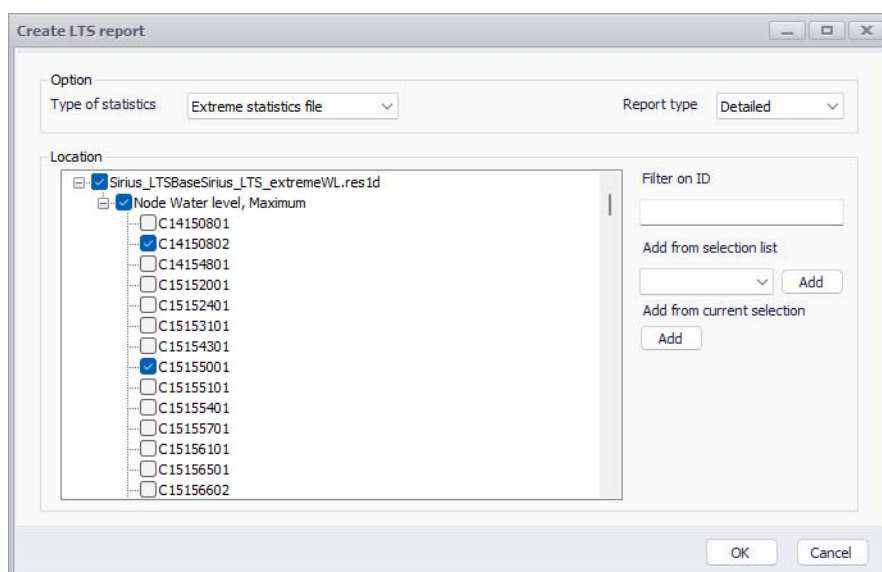 Create LTS report
Option
Type of statistics Extreme statistics file Report type Detailed
Location
Sirius_LTSBaseSirius_LTS_extremeWL.res1d
Node Water level, Maximum
C14150801
C14150802
C14154801
C15152001
C15152401
C15153101
C15154301
C15155001
C15155101
C15155401
C15155701
C15156101
C15156501
C15156602
Filter on ID
Add from selection list
Add
Add from current selection
Add
OK Cancel